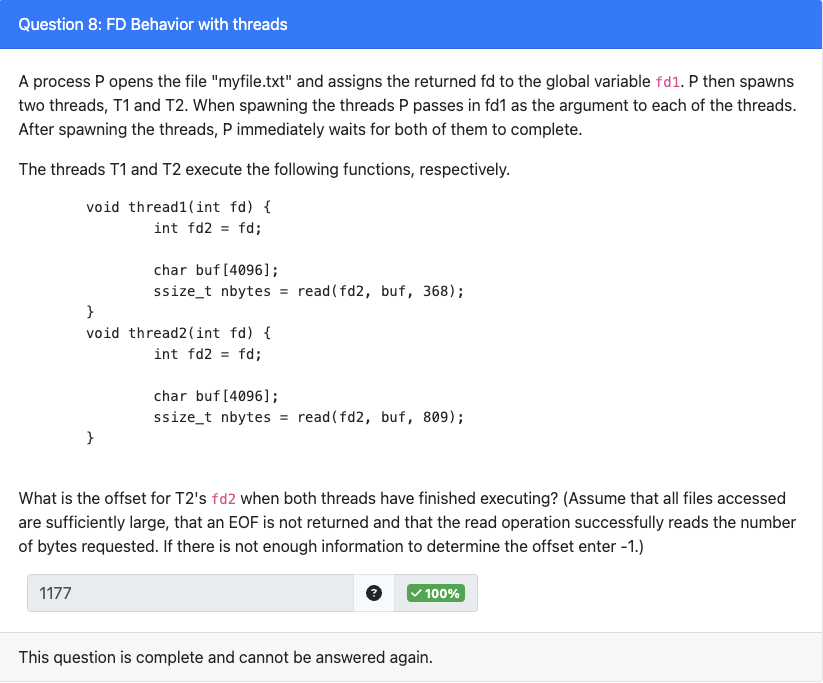 Question 8: FD Behavior with threads
A process P opens the file "myfile.txt" and assigns the returned fd to the global variable fd1. P then spawns
two threads, T1 and T2. When spawning the threads P passes in fd1 as the argument to each of the threads.
After spawning the threads, P immediately waits for both of them to complete.
The threads T1 and T2 execute the following functions, respectively.
void thread1(int fd) {
int fd2 = fd;
char buf[4096];
ssize_t nbytes = read(fd2, buf, 368);
}
void thread2(int fd) {
int fd2 = fd;
char buf[4096];
ssize_t nbytes = read(fd2, buf, 809);
}
What is the offset for T2's fd2 when both threads have finished executing? (Assume that all files accessed
are sufficiently large, that an EOF is not returned and that the read operation successfully reads the number
of bytes requested. If there is not enough information to determine the offset enter -1.)
1177 ? ✓ 100%
This question is complete and cannot be answered again.